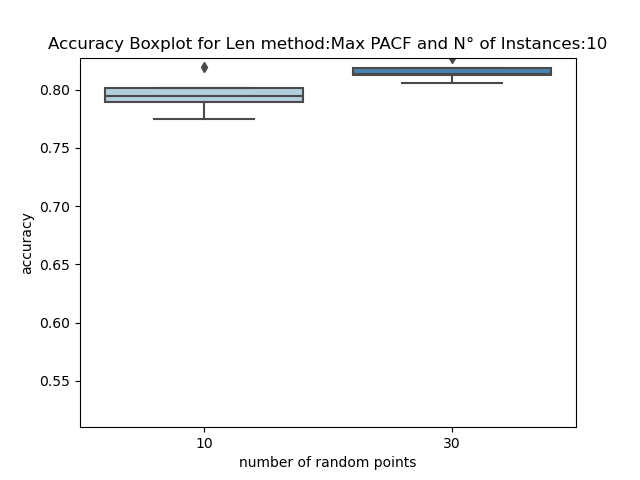 Accuracy Boxplot for Len method:Max PACF and N° of Instances:10
0.80
0.75
0.70
0.65
0.60
0.55
accuracy
10 30
number of random points